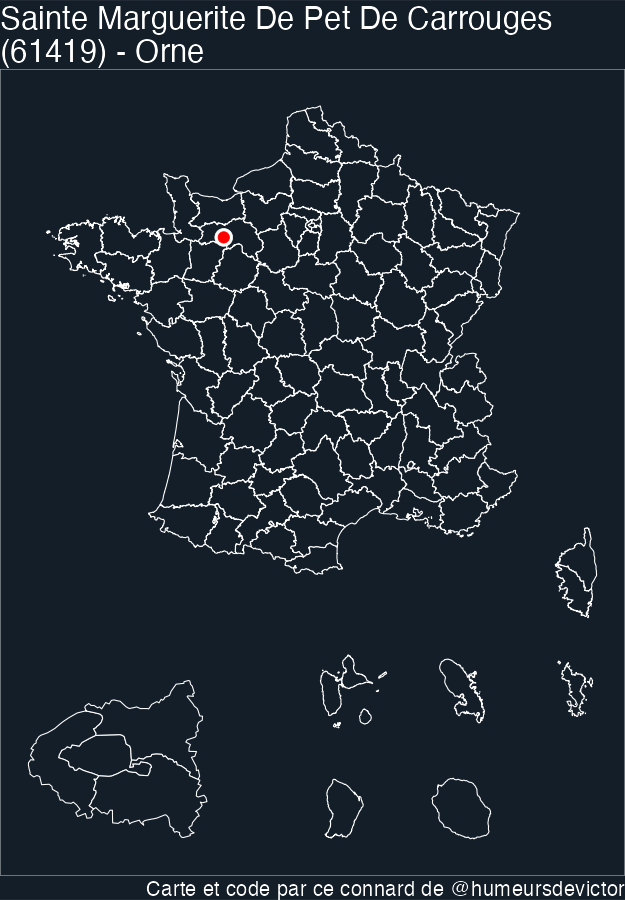 Sainte Marguerite De Pet De Carrouges
(61419) - Orne
Carte et code par ce connard de @humeursdevictor